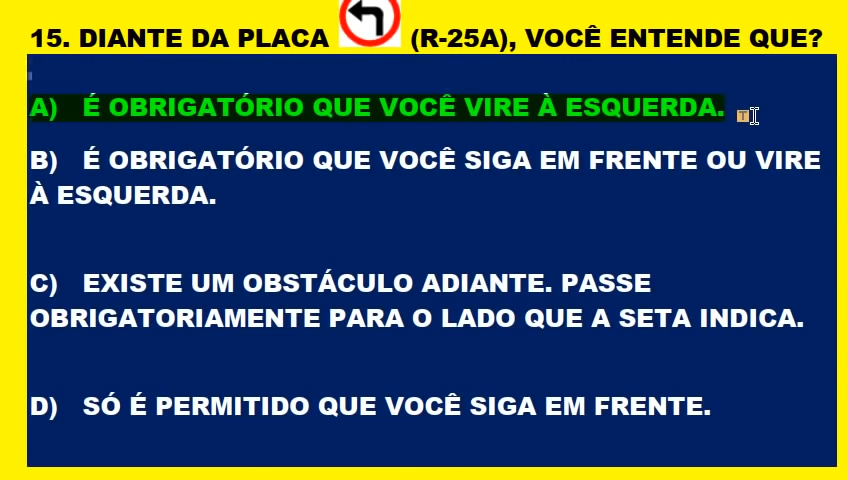 15. DIANTE DA PLACA (R-25A), VOCÊ ENTENDE QUE?
A) É OBRIGATÓRIO QUE VOCÊ VIRE À ESQUERDA.
B) É OBRIGATÓRIO QUE VOCÊ SIGA EM FRENTE OU VIRE
À ESQUERDA.
C) EXISTE UM OBSTÁCULO ADIANTE. PASSE
OBRIGATORIAMENTE PARA O LADO QUE A SETA INDICA.
D) SÓ É PERMITIDO QUE VOCÊ SIGA EM FRENTE.